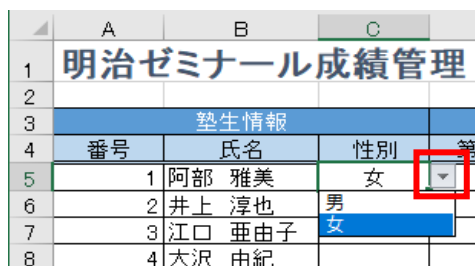 A B C
1 明治ゼミナール成績管理
2
3 塾生情報
4 番号 氏名 性別
5 1 阿部 雅美 女
6 2 井上 淳也 男
7 3 江口 亜由子 女
8 4 大沢 由紀